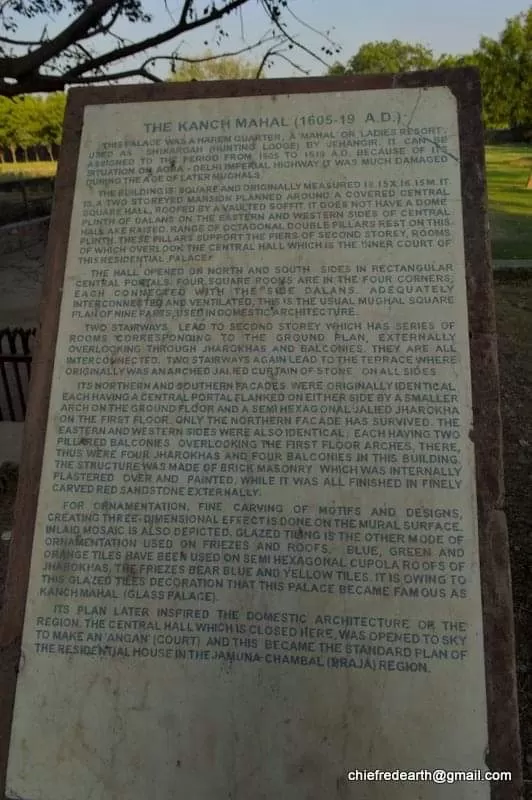 THE KANCH MAHAL (1605-19 A.D.)
THIS PALACE WAS A HAREM QUARTER, A MAHAL ON LADIES RESORT,
USED AS SHIKARGAH (HUNTING LODGE) BY JEHANGIR. IT CAN BE
ASSIGNED TO THE PERIOD FROM 1605 TO 1619 A.D. BECAUSE OF ITS
SITUATION ON AGRA - DELHI IMPERIAL HIGHWAY IT WAS MUCH DAMAGED
DURING THE AGE OF LATER MUGHALS.
THE BUILDING IS SQUARE AND ORIGINALLY MEASURED 16.15X16.15M. IT
IS A TWO STOREYED MANSION PLANNED AROUND A COVERED CENTRAL
SQUARE HALL, ROOFED BY A VAULTED SOFFIT. IT DOES NOT HAVE A DOME
PLINTH OF DALANS ON THE EASTERN AND WESTERN SIDES OF CENTRAL
HALL ARE RAISED. RANGE OF OCTAGONAL DOUBLE PILLARS REST ON THIS
PLINTH. THESE PILLARS SUPPORT THE PIERS OF SECOND STOREY, ROOMS
OF WHICH OVERLOOK THE CENTRAL HALL WHICH IS THE INNER COURT OF
THIS RESIDENTIAL PALACE.
THE HALL OPENED ON NORTH AND SOUTH SIDES IN RECTANGULAR
CENTRAL PORTALS. FOUR SQUARE ROOMS ARE IN THE FOUR CORNERS,
EACH CONNECTED WITH THE SIDE DALANS. ADEQUATELY
INTERCONNECTED AND VENTILATED, THIS IS THE USUAL MUGHAL SQUARE
PLAN OF NINE PARTS, USED IN DOMESTIC ARCHITECTURE.
TWO STAIRWAYS LEAD TO SECOND STOREY WHICH HAS SERIES OF
ROOMS CORRESPONDING TO THE GROUND PLAN, EXTERNALLY
OVERLOOKING THROUGH JHAROKHAS AND BALCONIES. THEY ARE ALL
INTERCONNECTED. TWO STAIRWAYS AGAIN LEAD TO THE TERRACE WHERE
ORIGINALLY WAS AN ARCHED JALIED CURTAIN OF STONE ON ALL SIDES.
ITS NORTHERN AND SOUTHERN FACADES WERE ORIGINALLY IDENTICAL,
EACH HAVING A CENTRAL PORTAL FLANKED ON EITHER SIDE BY A SMALLER
ARCH ON THE GROUND FLOOR AND A SEMI HEXAGONAL JALIED JHAROKHA
ON THE FIRST FLOOR. ONLY THE NORTHERN FACADE HAS SURVIVED. THE
EASTERN AND WESTERN SIDES WERE ALSO IDENTICAL, EACH HAVING TWO
PILLARED BALCONIES OVERLOOKING THE FIRST FLOOR ARCHES, THERE,
THUS WERE FOUR JHAROKHAS AND FOUR BALCONIES IN THIS BUILDING.
THE STRUCTURE WAS MADE OF BRICK MASONRY WHICH WAS INTERNALLY
PLASTERED OVER AND PAINTED, WHILE IT WAS ALL FINISHED IN FINELY
CARVED RED SANDSTONE EXTERNALLY.
FOR ORNAMENTATION, FINE CARVING OF MOTIFS AND DESIGNS,
CREATING THREE-DIMENSIONAL EFFECT IS DONE ON THE MURAL SURFACE.
INLAID MOSAIC IS ALSO DEPICTED. GLAZED TILING IS THE OTHER MODE OF
ORNAMENTATION USED ON FRIEZES AND ROOFS. BLUE, GREEN AND
ORANGE TILES HAVE BEEN USED ON SEMI HEXAGONAL CUPOLA ROOFS OF
JHAROKHAS, THE FRIEZES BEAR BLUE AND YELLOW TILES. IT IS OWING TO
THIS GLAZED TILES DECORATION THAT THIS PALACE BECAME FAMOUS AS
KANCH MAHAL (GLASS PALACE).
ITS PLAN LATER INSPIRED THE DOMESTIC ARCHITECTURE OF THE
REGION. THE CENTRAL HALL WHICH IS CLOSED HERE, WAS OPENED TO SKY
TO MAKE AN 'ANGAN' (COURT) AND THIS BECAME THE STANDARD PLAN OF
THE RESIDENTIAL HOUSE IN THE JAMUNA-CHAMBAL (BRAJA) REGION.
chiefredearth@gmail.com